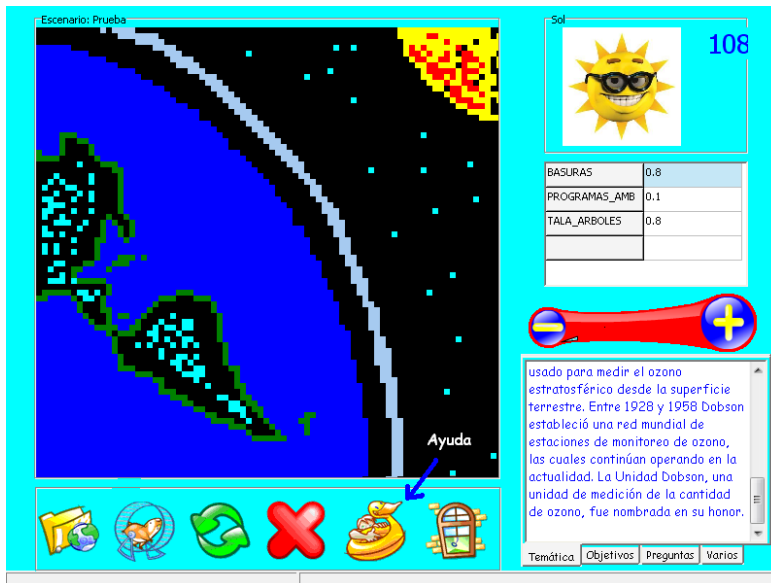 Escenario: Prueba
Sol
108
BASURAS 0.8
PROGRAMAS_AMB 0.1
TALA_ARBOLES 0.8
usado para medir el ozono
estratosférico desde la superficie
terrestre. Entre 1928 y 1958 Dobson
estableció una red mundial de
estaciones de monitoreo de ozono,
las cuales continúan operando en la
actualidad. La Unidad Dobson, una
unidad de medición de la cantidad
de ozono, fue nombrada en su honor.
Ayuda
Temática Objetivos Preguntas Varios